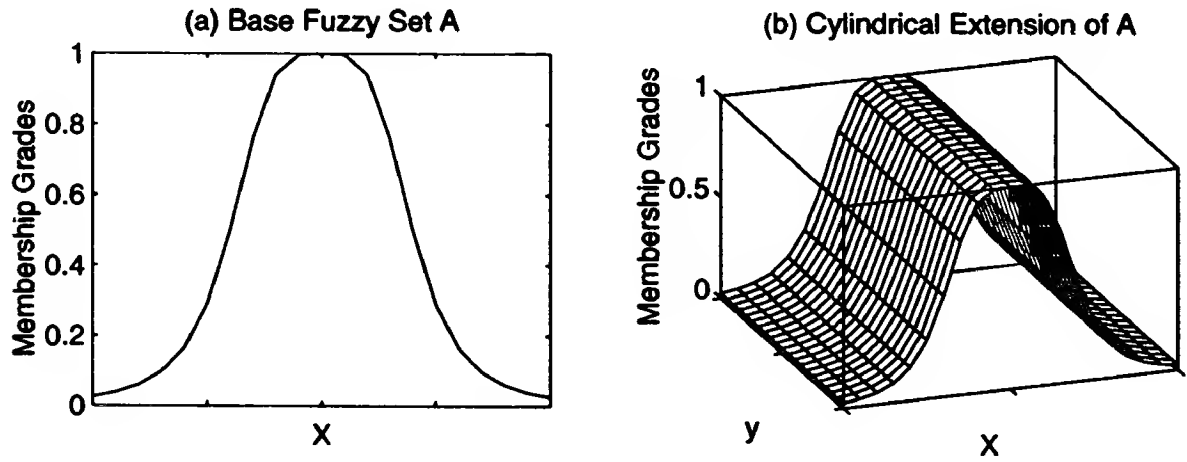 (a) Base Fuzzy Set A
1
0.8
0.6
0.4
0.2
0
Membership Grades
X
(b) Cylindrical Extension of A
1
0.5
0
Membership Grades
y
X